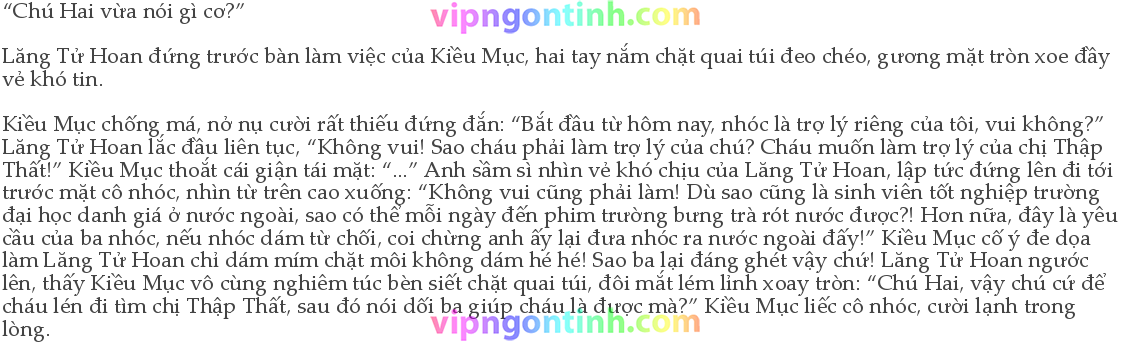 “Chú Hai vừa nói gì cơ?”
vipngontinh.com
Lăng Tử Hoan đứng trước bàn làm việc của Kiều Mục, hai tay nắm chặt quai túi đeo chéo, gương mặt tròn xoe đầy
vẻ khó tin.
Kiều Mục chống má, nở nụ cười rất thiếu đứng đắn: “Bắt đầu từ hôm nay, nhóc là trợ lý riêng của tôi, vui không?”
Lăng Tử Hoan lắc đầu liên tục, “Không vui! Sao cháu phải làm trợ lý của chú? Cháu muốn làm trợ lý của chị Thập
Thất!” Kiều Mục thoắt cái giận tái mặt: “...” Anh sầm sì nhìn vẻ khó chịu của Lăng Tử Hoan, lập tức đứng lên đi tới
trước mặt cô nhóc, nhìn từ trên cao xuống: “Không vui cũng phải làm! Dù sao cũng là sinh viên tốt nghiệp trường
đại học danh giá ở nước ngoài, sao có thể mỗi ngày đến phim trường bưng trà rót nước được?! Hơn nữa, đây là yêu
cầu của ba nhóc, nếu nhóc dám từ chối, coi chừng anh ấy lại đưa nhóc ra nước ngoài đấy!” Kiều Mục cố ý đe dọa
làm Lăng Tử Hoan chỉ dám mím chặt môi không dám hé hé! Sao ba lại đáng ghét vậy chứ! Lăng Tử Hoan ngước
lên, thấy Kiều Mục vô cùng nghiêm túc bèn siết chặt quai túi, đôi mắt lém lỉnh xoay tròn: “Chú Hai, vậy chú cứ để
cháu lén đi tìm chị Thập Thất, sau đó nói dối ba giúp cháu là được mà?” Kiều Mục liếc cô nhóc, cười lạnh trong
lòng.
vipngontinh.com